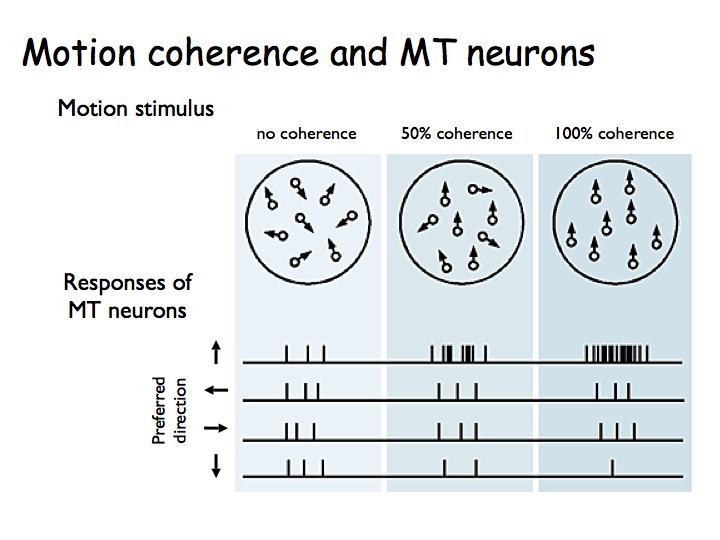 Motion coherence and MT neurons
Motion stimulus
no coherence
50% coherence
100% coherence
Responses of
MT neurons
Preferred
direction